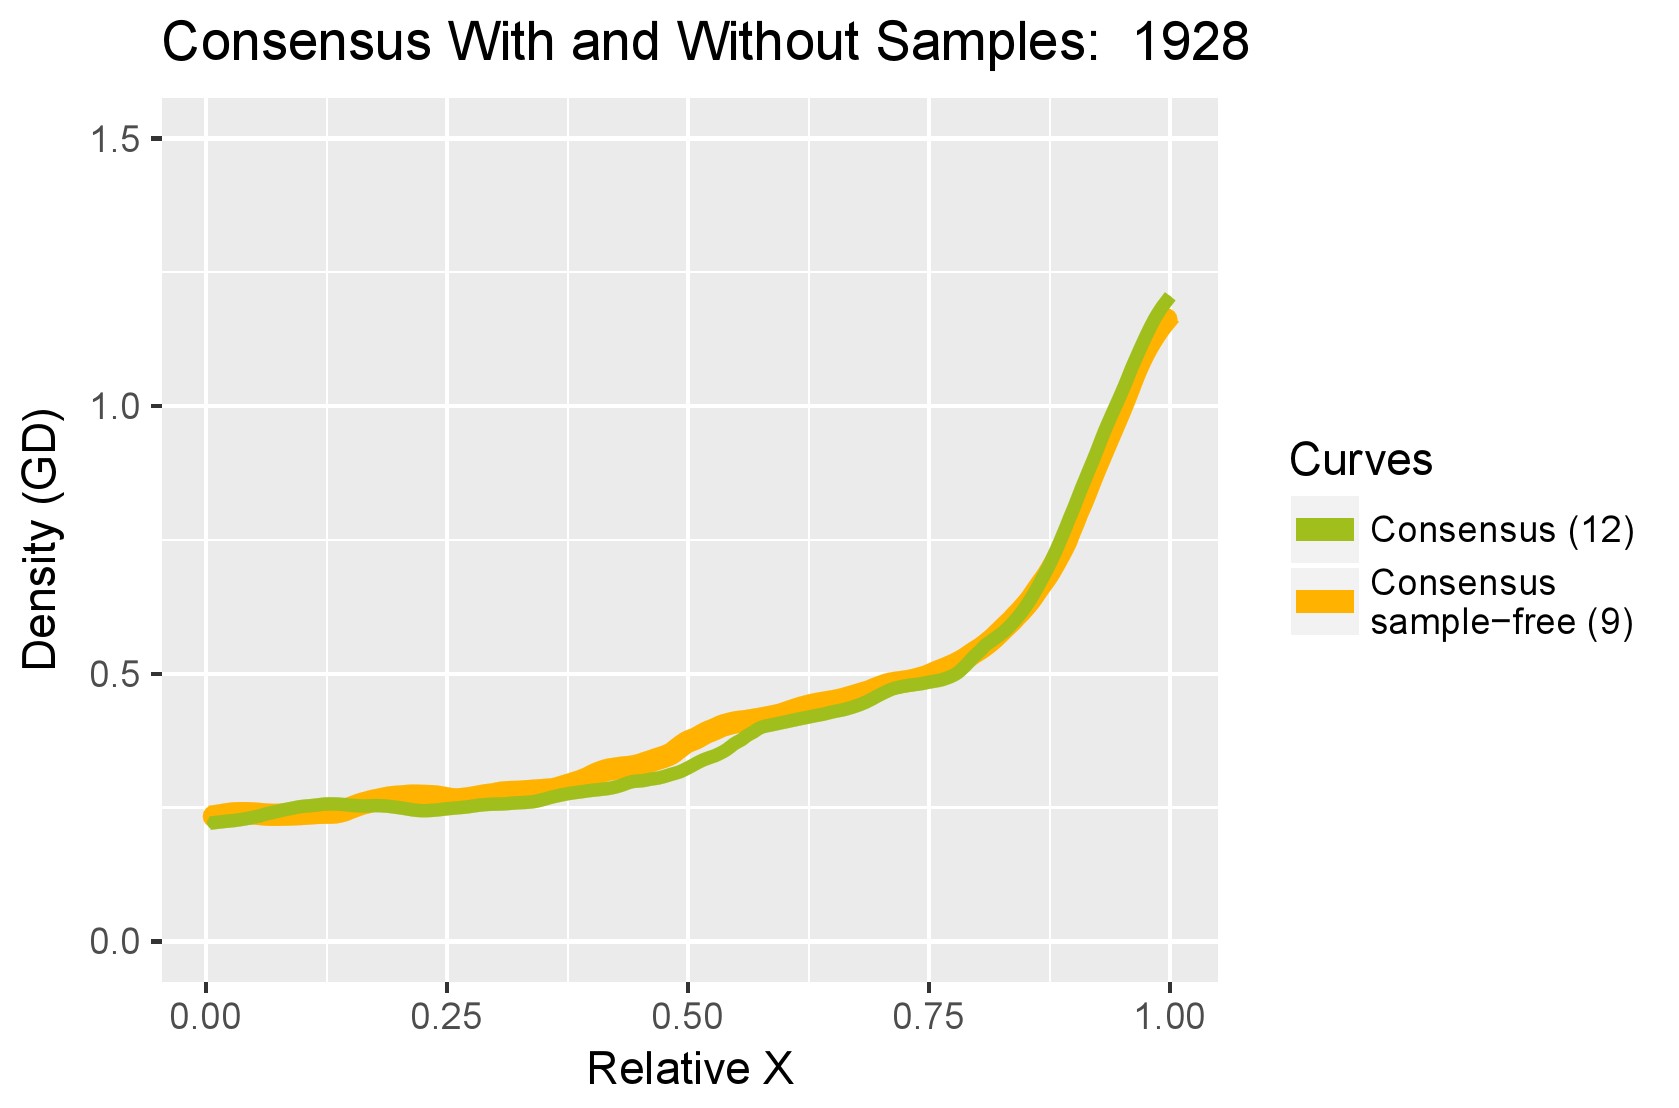 Consensus With and Without Samples:  1928
1.5
1.0
0.5
0.0
Density (GD)
0.00 0.25 0.50 0.75 1.00
Relative X
Curves
Consensus (12)
Consensus
sample−free (9)